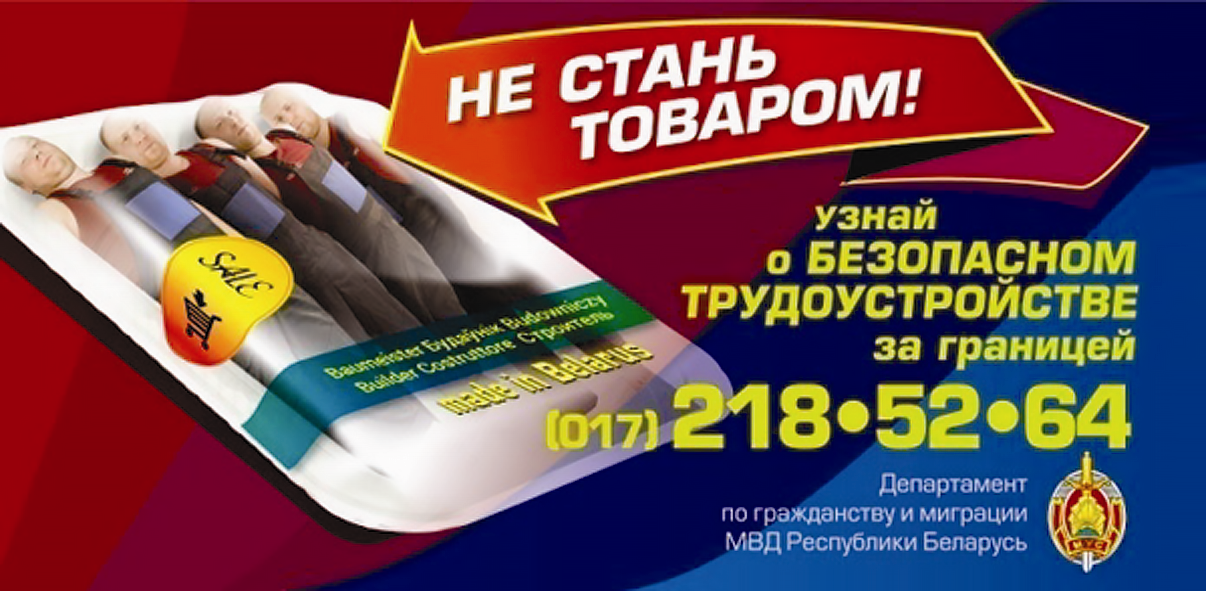 НЕ СТАНЬ
ТОВАРОМ!
узнай
о БЕЗОПАСНОМ
ТРУДОУСТРОЙСТВЕ
за границей
(017) 218•52•64
Департамент
по гражданству и миграции
МВД Республики Беларусь
МУС
SALE
Baumeister Будаўнік Budowniczy
Builder Costruttore Строитель
made in Belarus